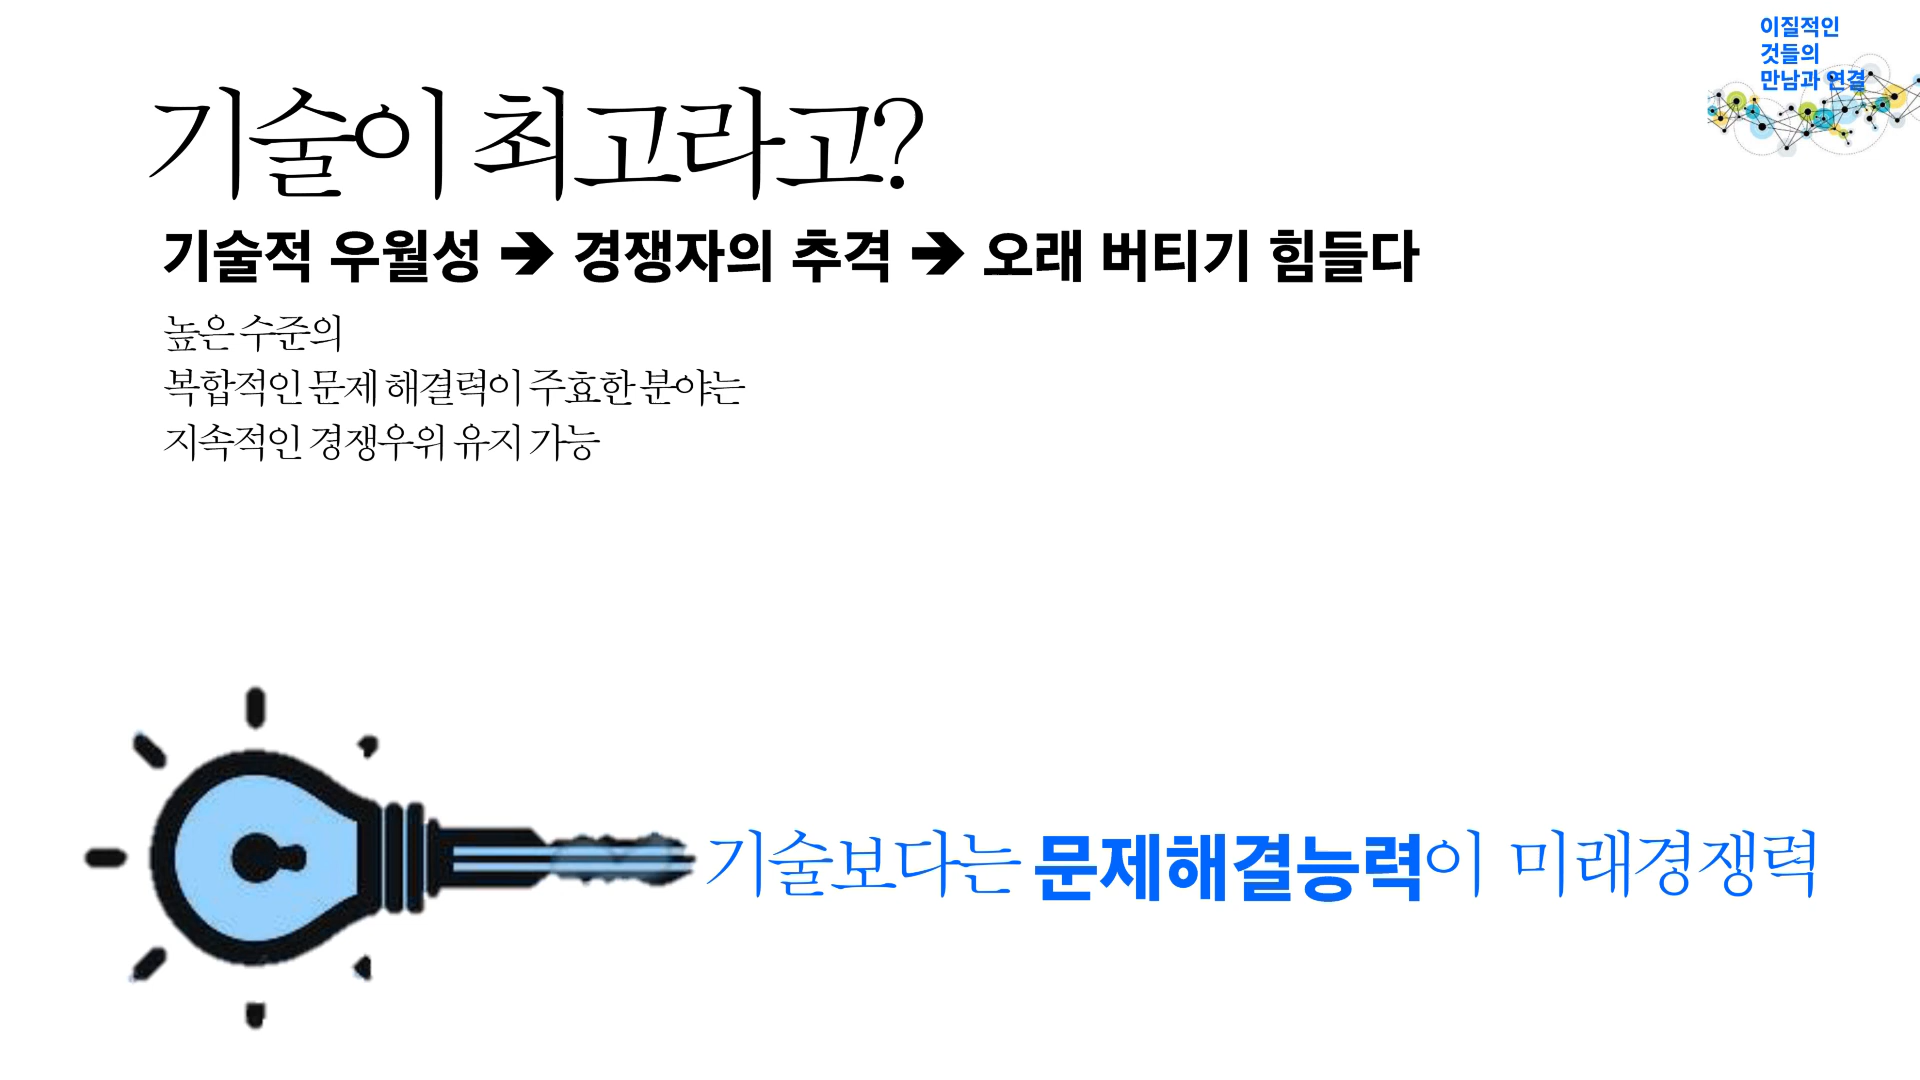 이질적인
것들의
만남과 연결
기술이 최고라고?
기술적 우월성 ➔ 경쟁자의 추격 ➔ 오래 버티기 힘들다
높은 수준의
복합적인 문제 해결력이 주효한 분야는
지속적인 경쟁우위 유지 가능
기술보다는 문제해결능력이 미래경쟁력